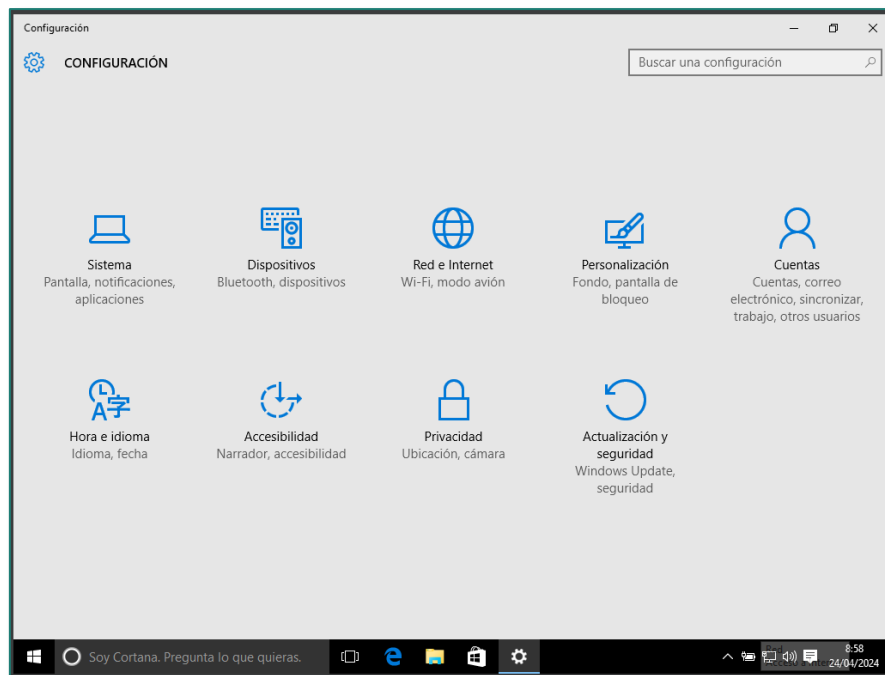 Configuración
CONFIGURACIÓN
Buscar una configuración
Sistema
Pantalla, notificaciones,
aplicaciones
Dispositivos
Bluetooth, dispositivos
Red e Internet
Wi-Fi, modo avión
Personalización
Fondo, pantalla de
bloqueo
Cuentas
Cuentas, correo
electrónico, sincronizar,
trabajo, otros usuarios
Hora e idioma
Idioma, fecha
Accesibilidad
Narrador, accesibilidad
Privacidad
Ubicación, cámara
Actualización y
seguridad
Windows Update,
seguridad
Soy Cortana. Pregunta lo que quieras.
Red
8:58
24/04/2024